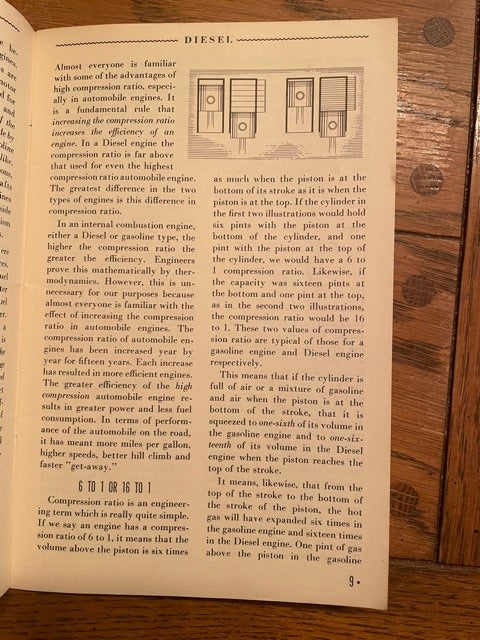 DIESEL
Almost everyone is familiar
with some of the advantages of
high compression ratio, especi-
ally in automobile engines. It
is a fundamental rule that
increasing the compression ratio
increases the efficiency of an
engine. In a Diesel engine the
compression ratio is far above
that used for even the highest
compression ratio automobile engine.
The greatest difference in the two
types of engines is this difference in
compression ratio.
In an internal combustion engine,
either a Diesel or gasoline type, the
higher the compression ratio the
greater the efficiency. Engineers
prove this mathematically by ther-
modynamics. However, this is un-
necessary for our purposes because
almost everyone is familiar with the
effect of increasing the compression
ratio in automobile engines. The
compression ratio of automobile en-
gines has been increased year by
year for fifteen years. Each increase
has resulted in more efficient engines.
The greater efficiency of the high
compression automobile engine re-
sults in greater power and less fuel
consumption. In terms of perform-
ance of the automobile on the road,
it has meant more miles per gallon,
higher speeds, better hill climb and
faster "get-away."
6 TO 1 OR 16 TO 1
Compression ratio is an engineer-
ing term which is really quite simple.
If we say an engine has a compres-
sion ratio of 6 to 1, it means that the
volume above the piston is six times
as much when the piston is at the
bottom of its stroke as it is when the
piston is at the top. If the cylinder in
the first two illustrations would hold
six pints with the piston at the
bottom of the cylinder, and one
pint with the piston at the top of
the cylinder, we would have a 6 to
1 compression ratio. Likewise, if
the capacity was sixteen pints at
the bottom and one pint at the top,
as in the second two illustrations,
the compression ratio would be 16
to 1. These two values of compres-
sion ratio are typical of those for a
gasoline engine and Diesel engine
respectively.
This means that if the cylinder is
full of air or a mixture of gasoline
and air when the piston is at the
bottom of the stroke, that it is
squeezed to one-sixth of its volume in
the gasoline engine and to one-six-
teenth of its volume in the Diesel
engine when the piston reaches the
top of the stroke.
It means, likewise, that from the
top of the stroke to the bottom of
the stroke of the piston, the hot
gas will have expanded six times in
the gasoline engine and sixteen times
in the Diesel engine. One pint of gas
above the piston in the gasoline
9